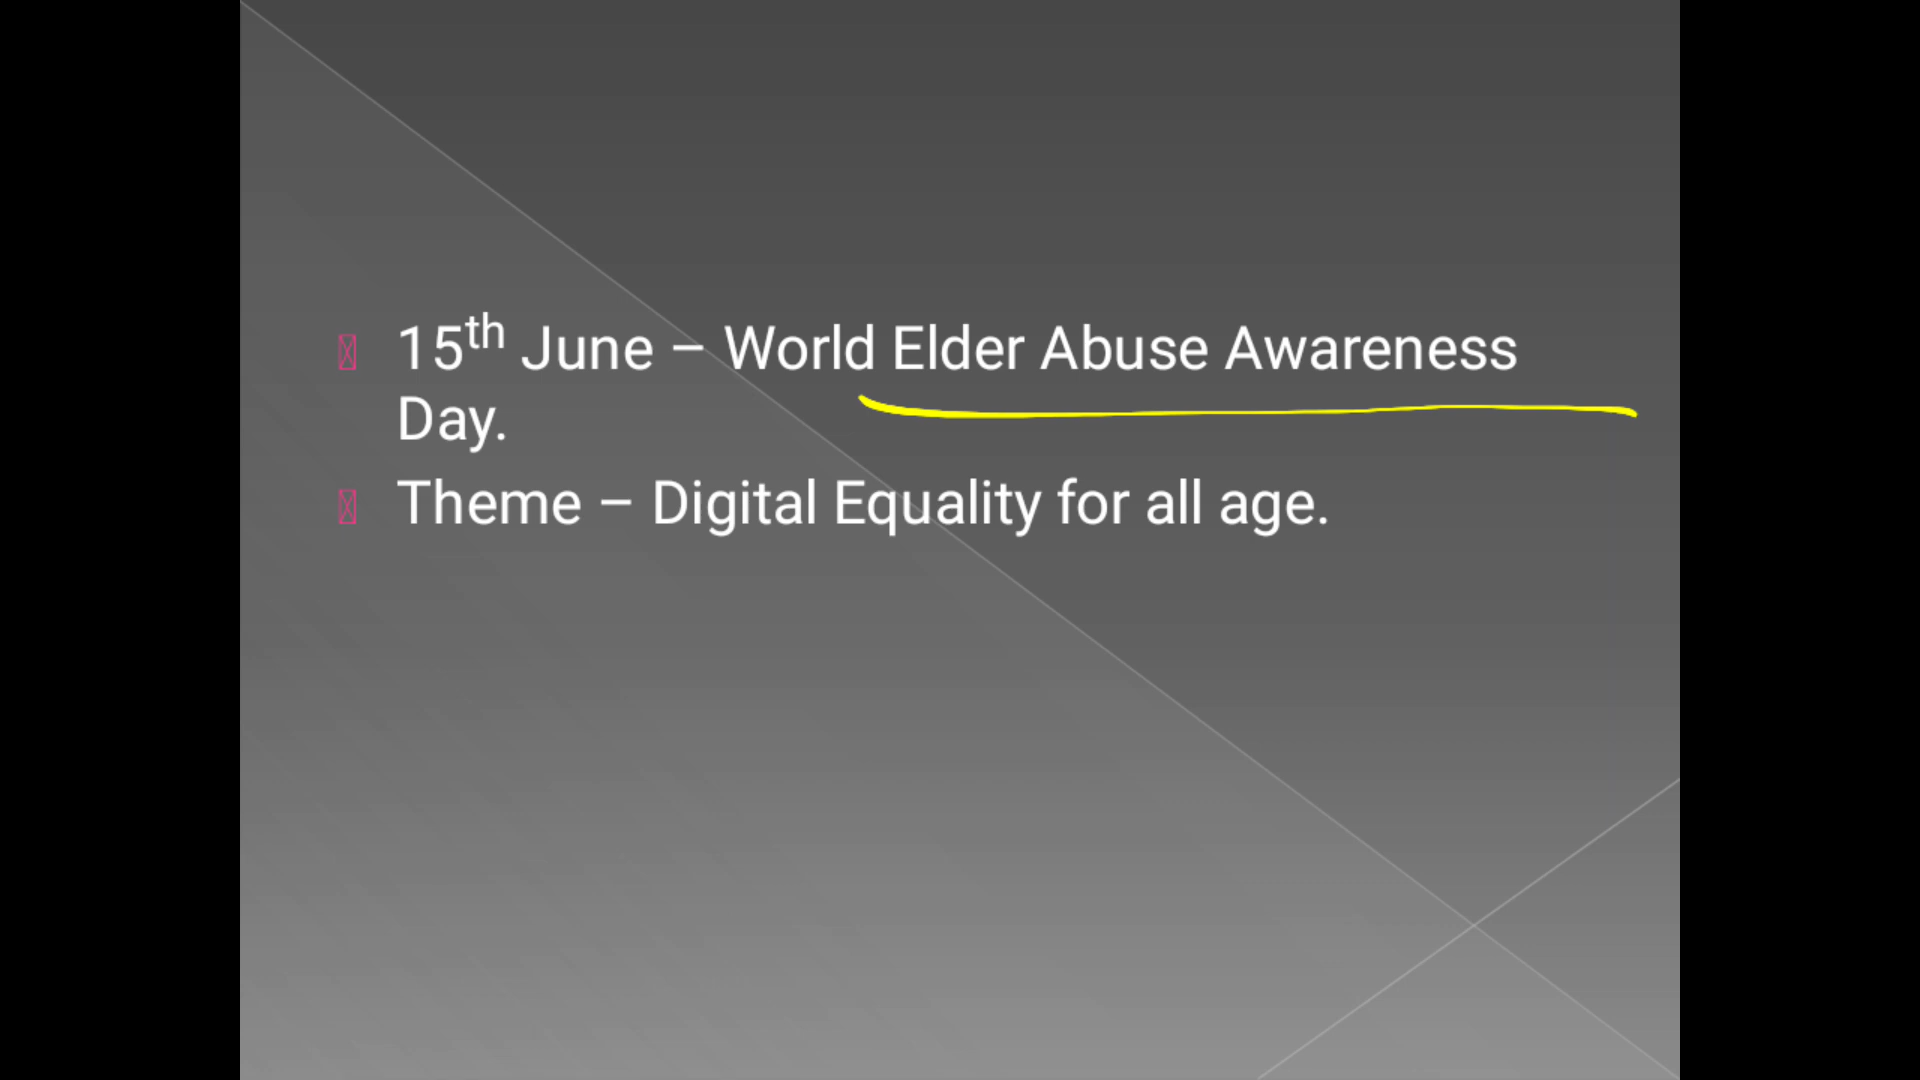 15th June – World Elder Abuse Awareness
Day.
Theme – Digital Equality for all age.